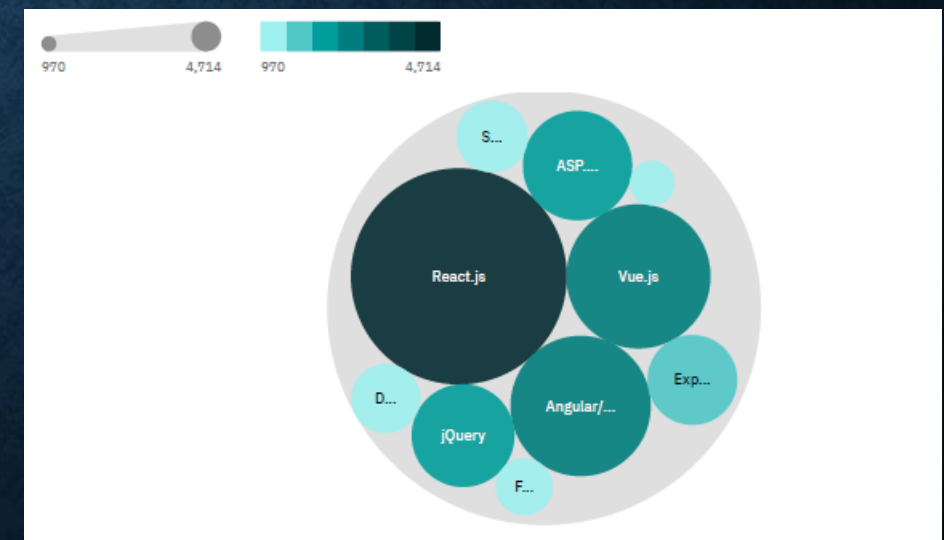 970 4,714 970 4,714
S...
ASP....
React.js
Vue.js
Exp...
D...
Angular/...
jQuery
F...